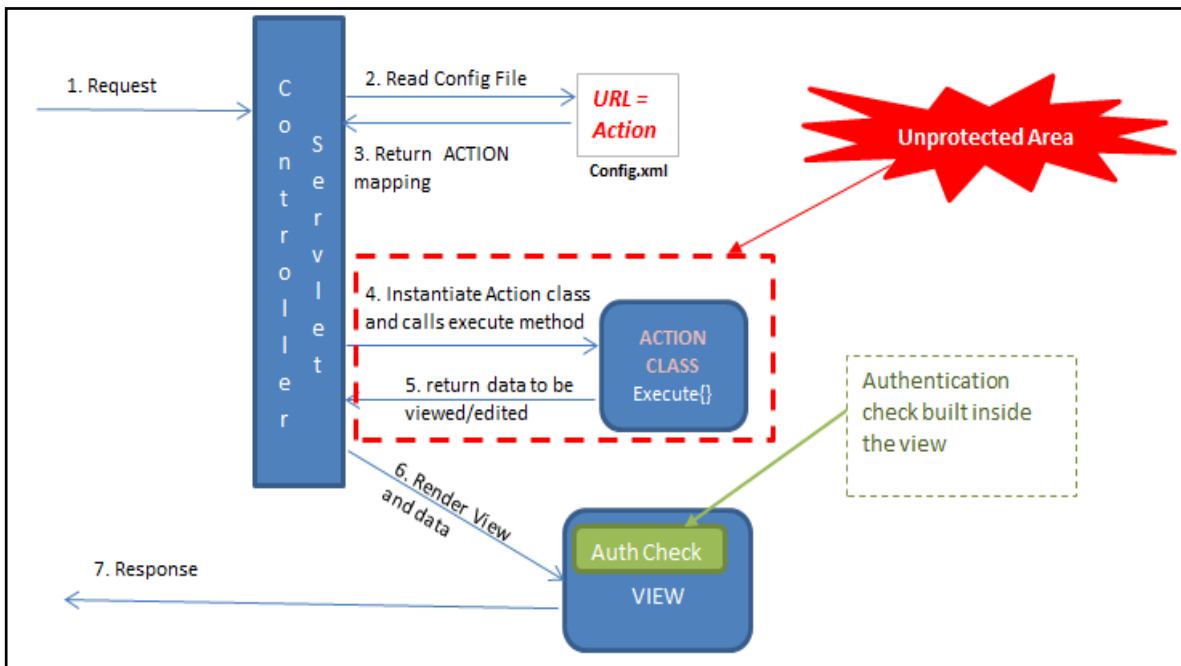 1. Request
Controller
Servlet
2. Read Config File
3. Return ACTION
mapping
URL =
Action
Config.xml
Unprotected Area
4. Instantiate Action class
and calls execute method
ACTION
CLASS
Execute{}
5. return data to be
viewed/edited
Authentication
check built inside
the view
6. Render View
and data
Auth Check
VIEW
7. Response